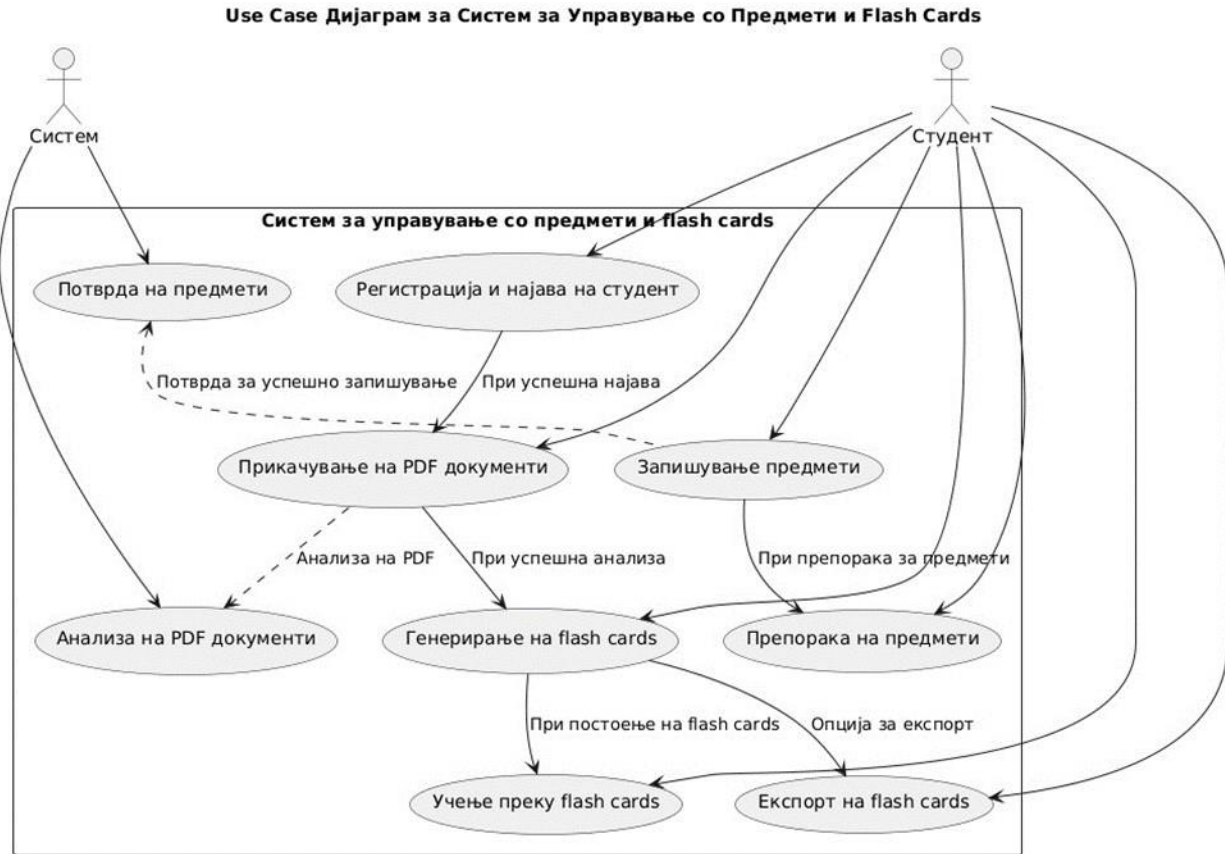 Use Case Дијаграм за Систем за Управување со Предмети и Flash Cards
Систем
Студент
Систем за управување со предмети и flash cards
Потврда на предмети
Регистрација и најава на студент
Потврда за успешно запишување
При успешна најава
Прикачување на PDF документи
Запишување предмети
Анализа на PDF
При успешна анализа
При препорака за предмети
Анализа на PDF документи
Генерирање на flash cards
Препорака на предмети
При постоење на flash cards
Опција за експорт
Учење преку flash cards
Експорт на flash cards